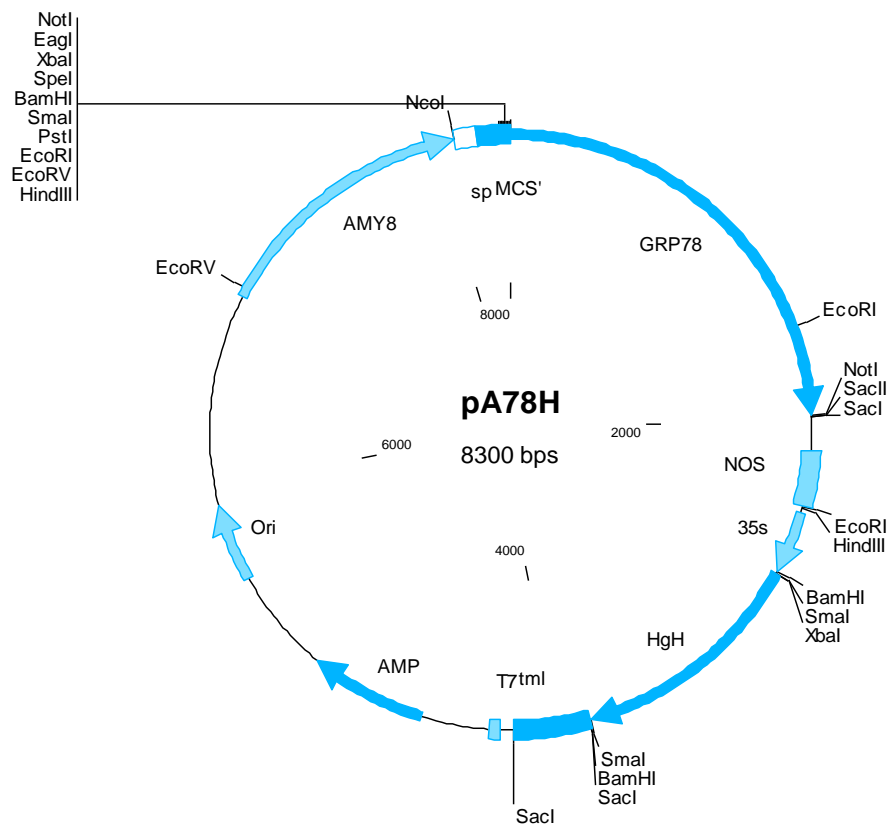 NotI
EagI
XbaI
SpeI
BamHI
SmaI
PstI
EcoRI
EcoRV
HindIII
NcoI
sp MCS'
AMY8
GRP78
EcoRV
8000
EcoRI
NotI
SacII
SacI
pA78H
8300 bps
2000
6000
NOS
EcoRI
HindIII
35s
Ori
4000
BamHI
SmaI
XbaI
HgH
AMP
T7 tml
SmaI
BamHI
SacI
SacI